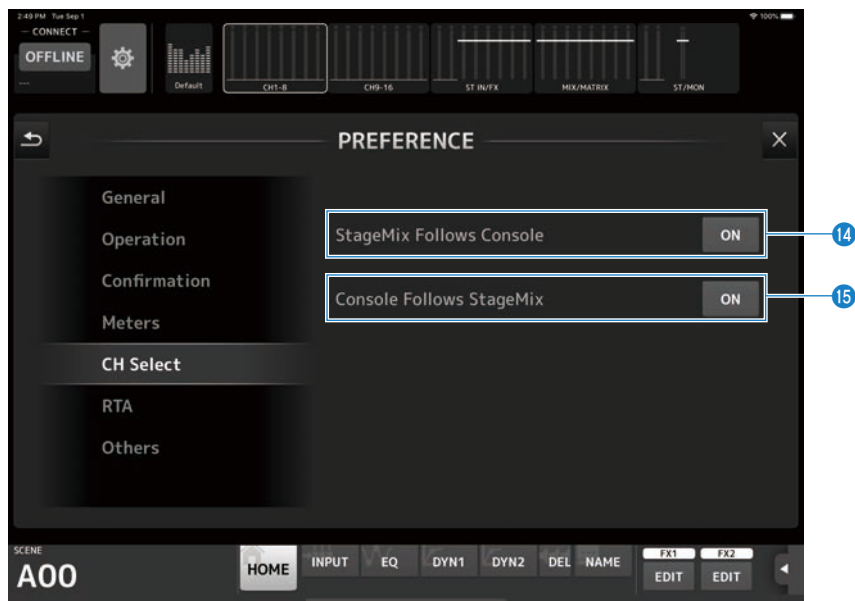 2:49 PM Tue Sep 1
100%
CONNECT
OFFLINE
---
Default
CH1-8
CH9-16
ST IN/FX
MIX/MATRIX
ST/MON
PREFERENCE
General
Operation
Confirmation
Meters
CH Select
RTA
Others
StageMix Follows Console
ON
14
Console Follows StageMix
ON
15
SCENE
A00
HOME
INPUT
EQ
DYN1
DYN2
DEL
NAME
FX1
EDIT
FX2
EDIT